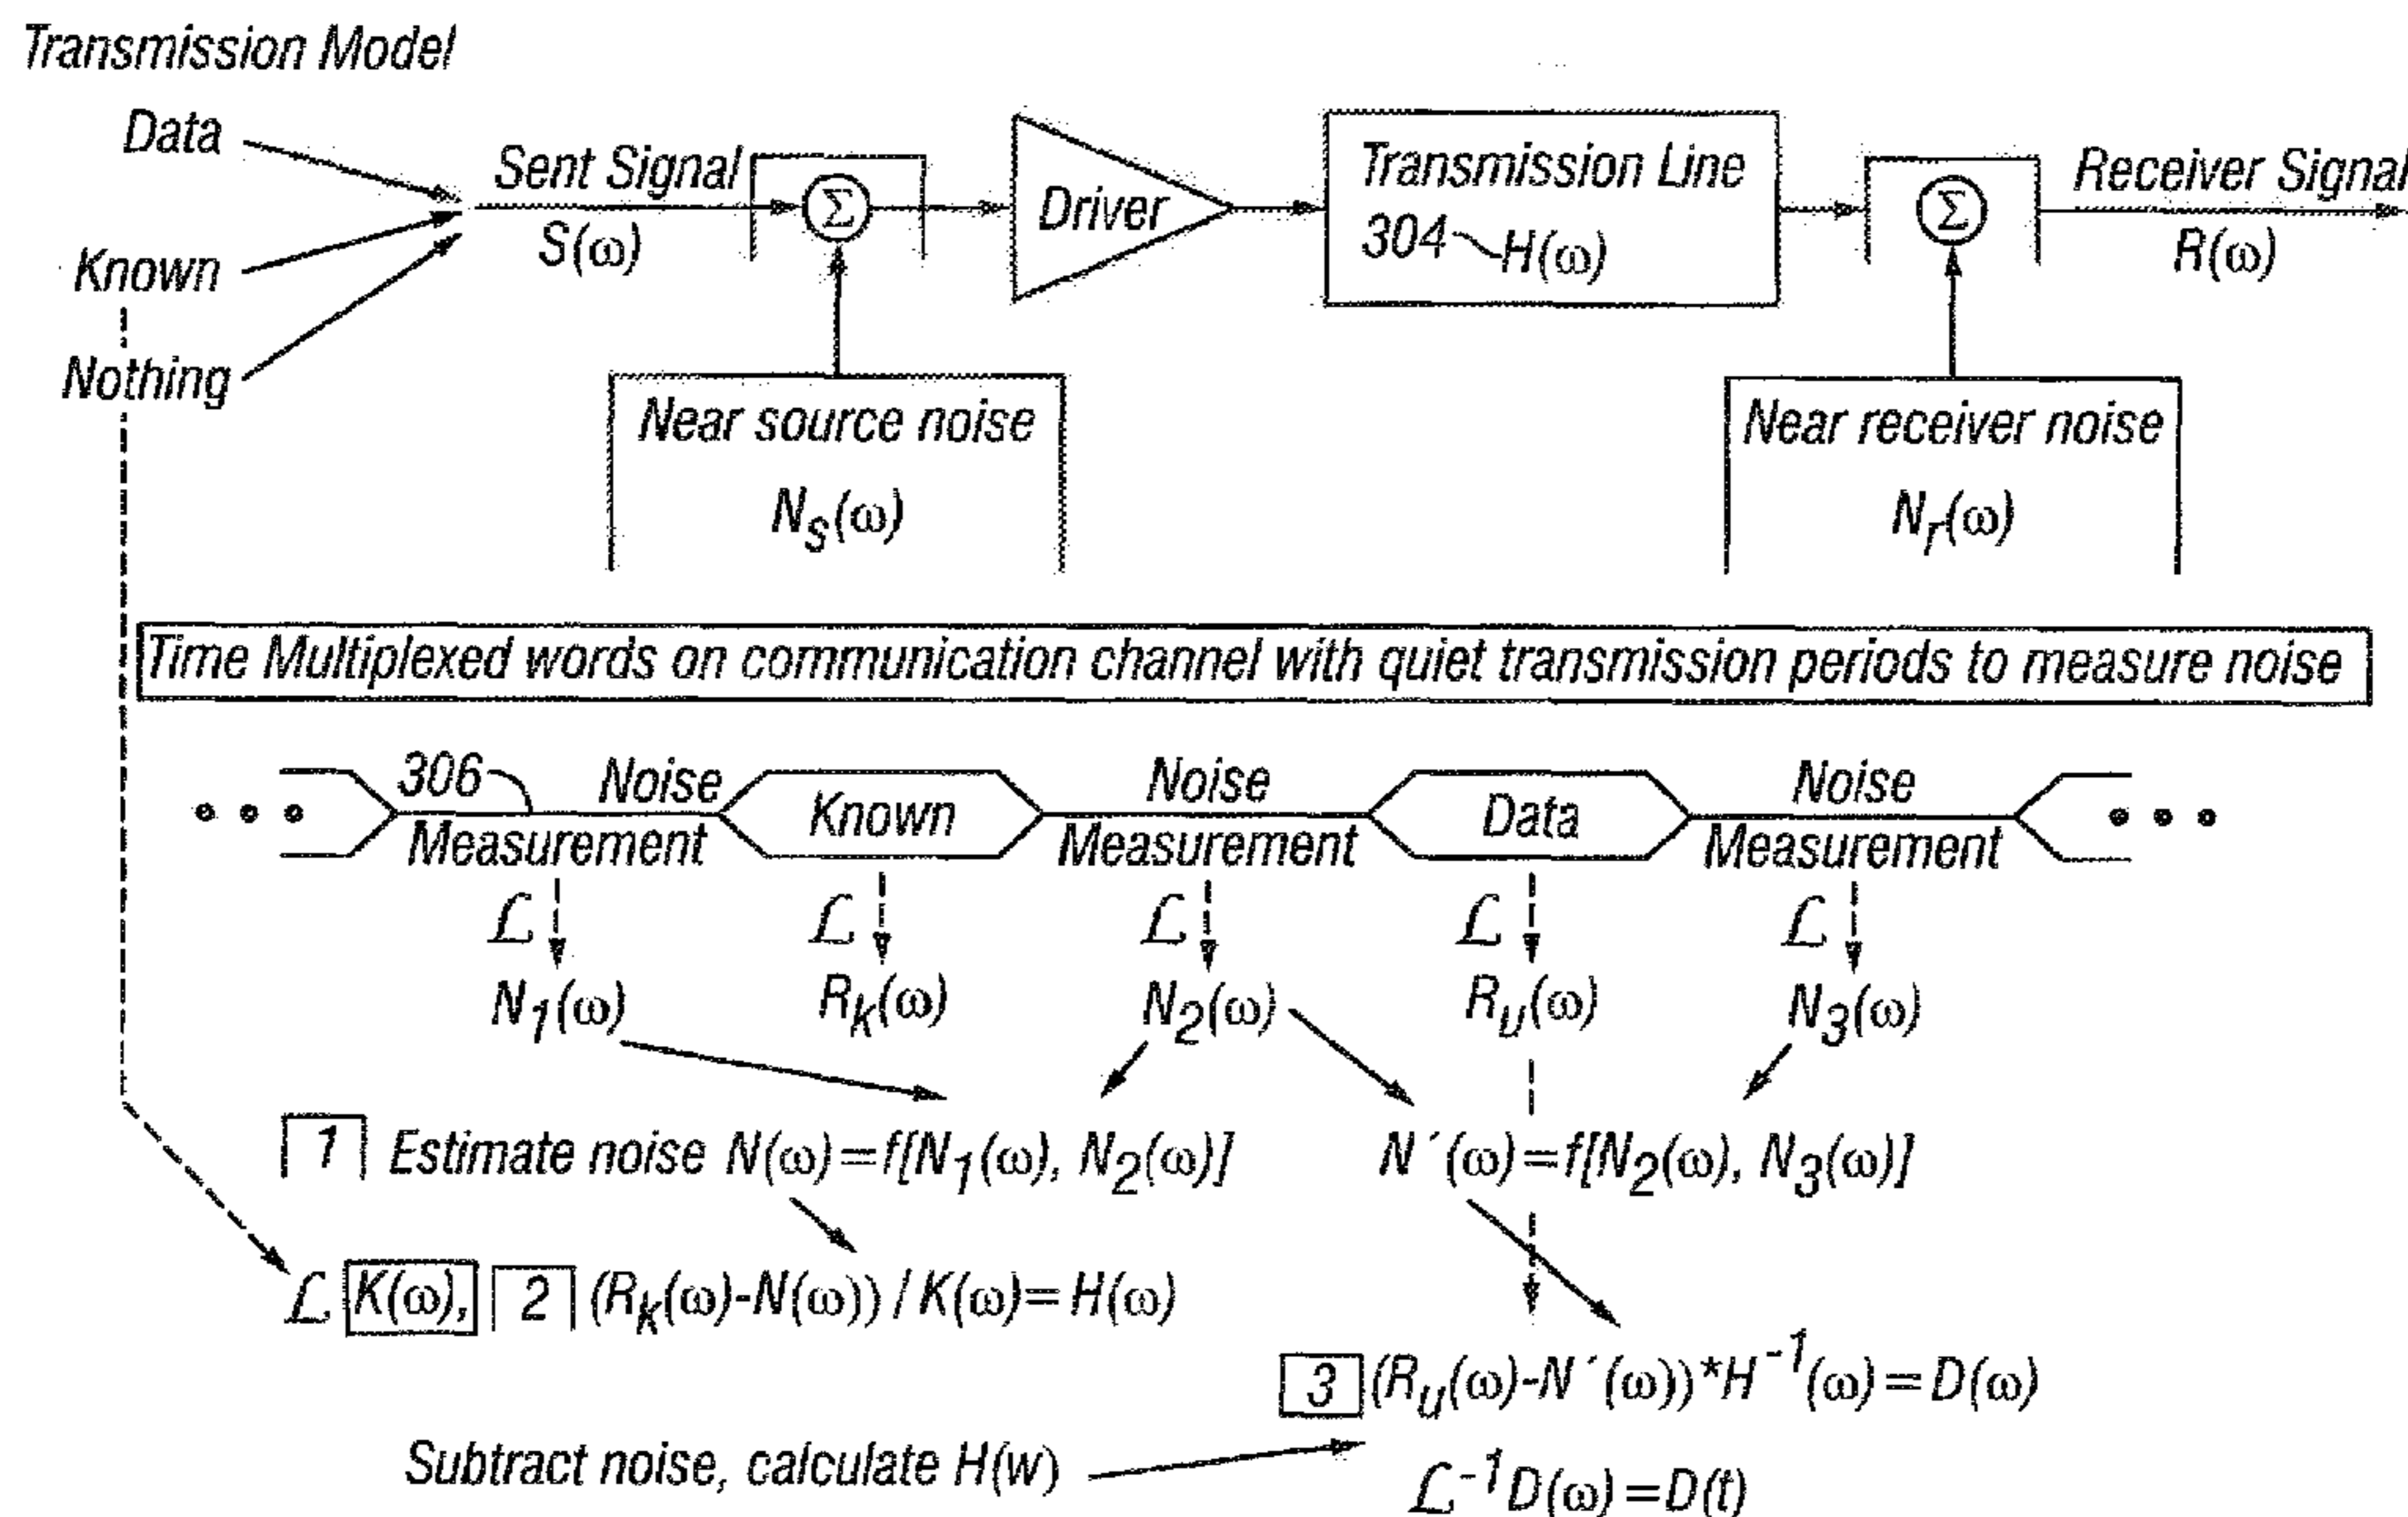 Transmission Model
Data
Known
Nothing
Sent Signal
S(ω)
Σ
Driver
Transmission Line
304 H(ω)
Σ
Receiver Signal
R(ω)
Near source noise
Ns(ω)
Near receiver noise
Nr(ω)
Time Multiplexed words on communication channel with quiet transmission periods to measure noise
306
Noise
Measurement
Known
Noise
Measurement
Data
Noise
Measurement
ℒ
ℒ
ℒ
ℒ
ℒ
N1(ω)
Rk(ω)
N2(ω)
Ru(ω)
N3(ω)
1 Estimate noise N(ω)=f[N1(ω), N2(ω)]
N´(ω)=f[N2(ω), N3(ω)]
ℒ K(ω), 2 (Rk(ω)-N(ω)) / K(ω)= H(ω)
3 (Ru(ω)-N´(ω))*H⁻¹(ω)=D(ω)
Subtract noise, calculate H(w)
ℒ⁻¹D(ω)=D(t)